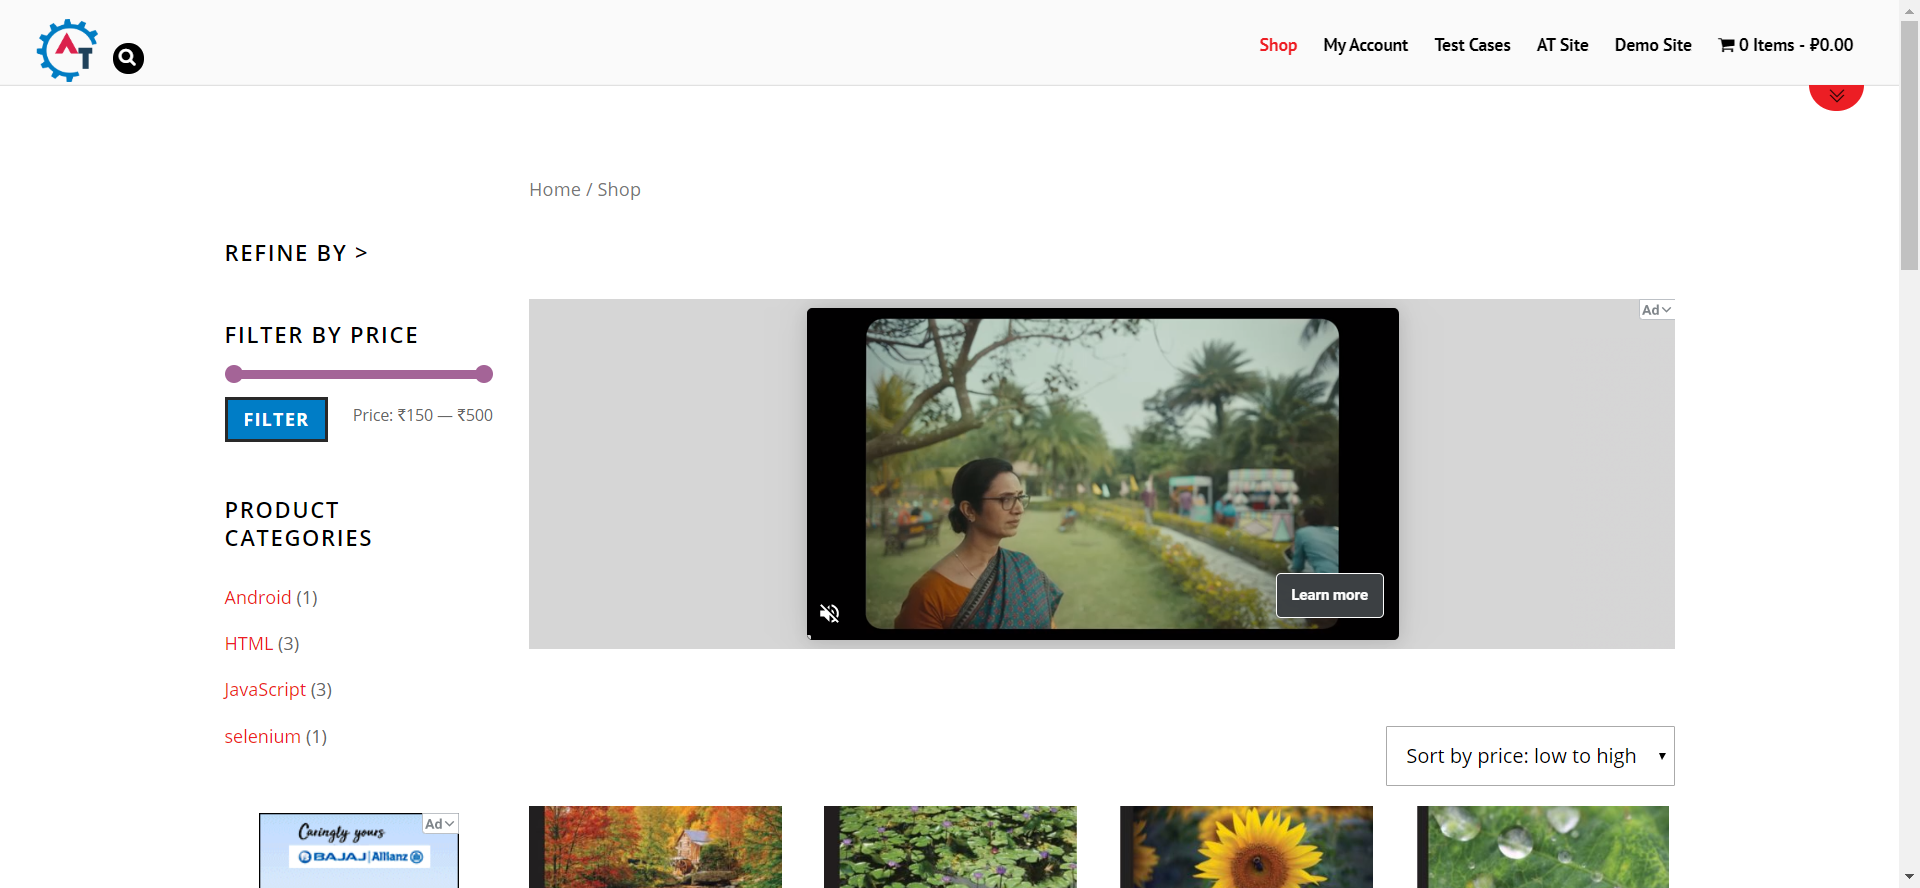 AT
Shop My Account Test Cases AT Site Demo Site 0 Items - ₽0.00
Home / Shop
REFINE BY >
Ad
FILTER BY PRICE
FILTER Price: ₹150 — ₹500
PRODUCT
CATEGORIES
Android (1)
HTML (3)
JavaScript (3)
selenium (1)
Learn more
Sort by price: low to high
Ad
Caringly yours
BAJAJ | Allianz